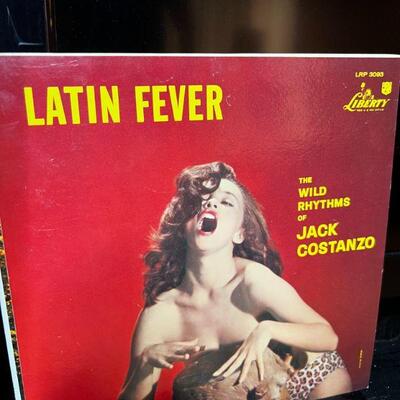 LRP 3093
LIBERTY
LATIN FEVER
THE
WILD
RHYTHMS
OF
JACK
COSTANZO